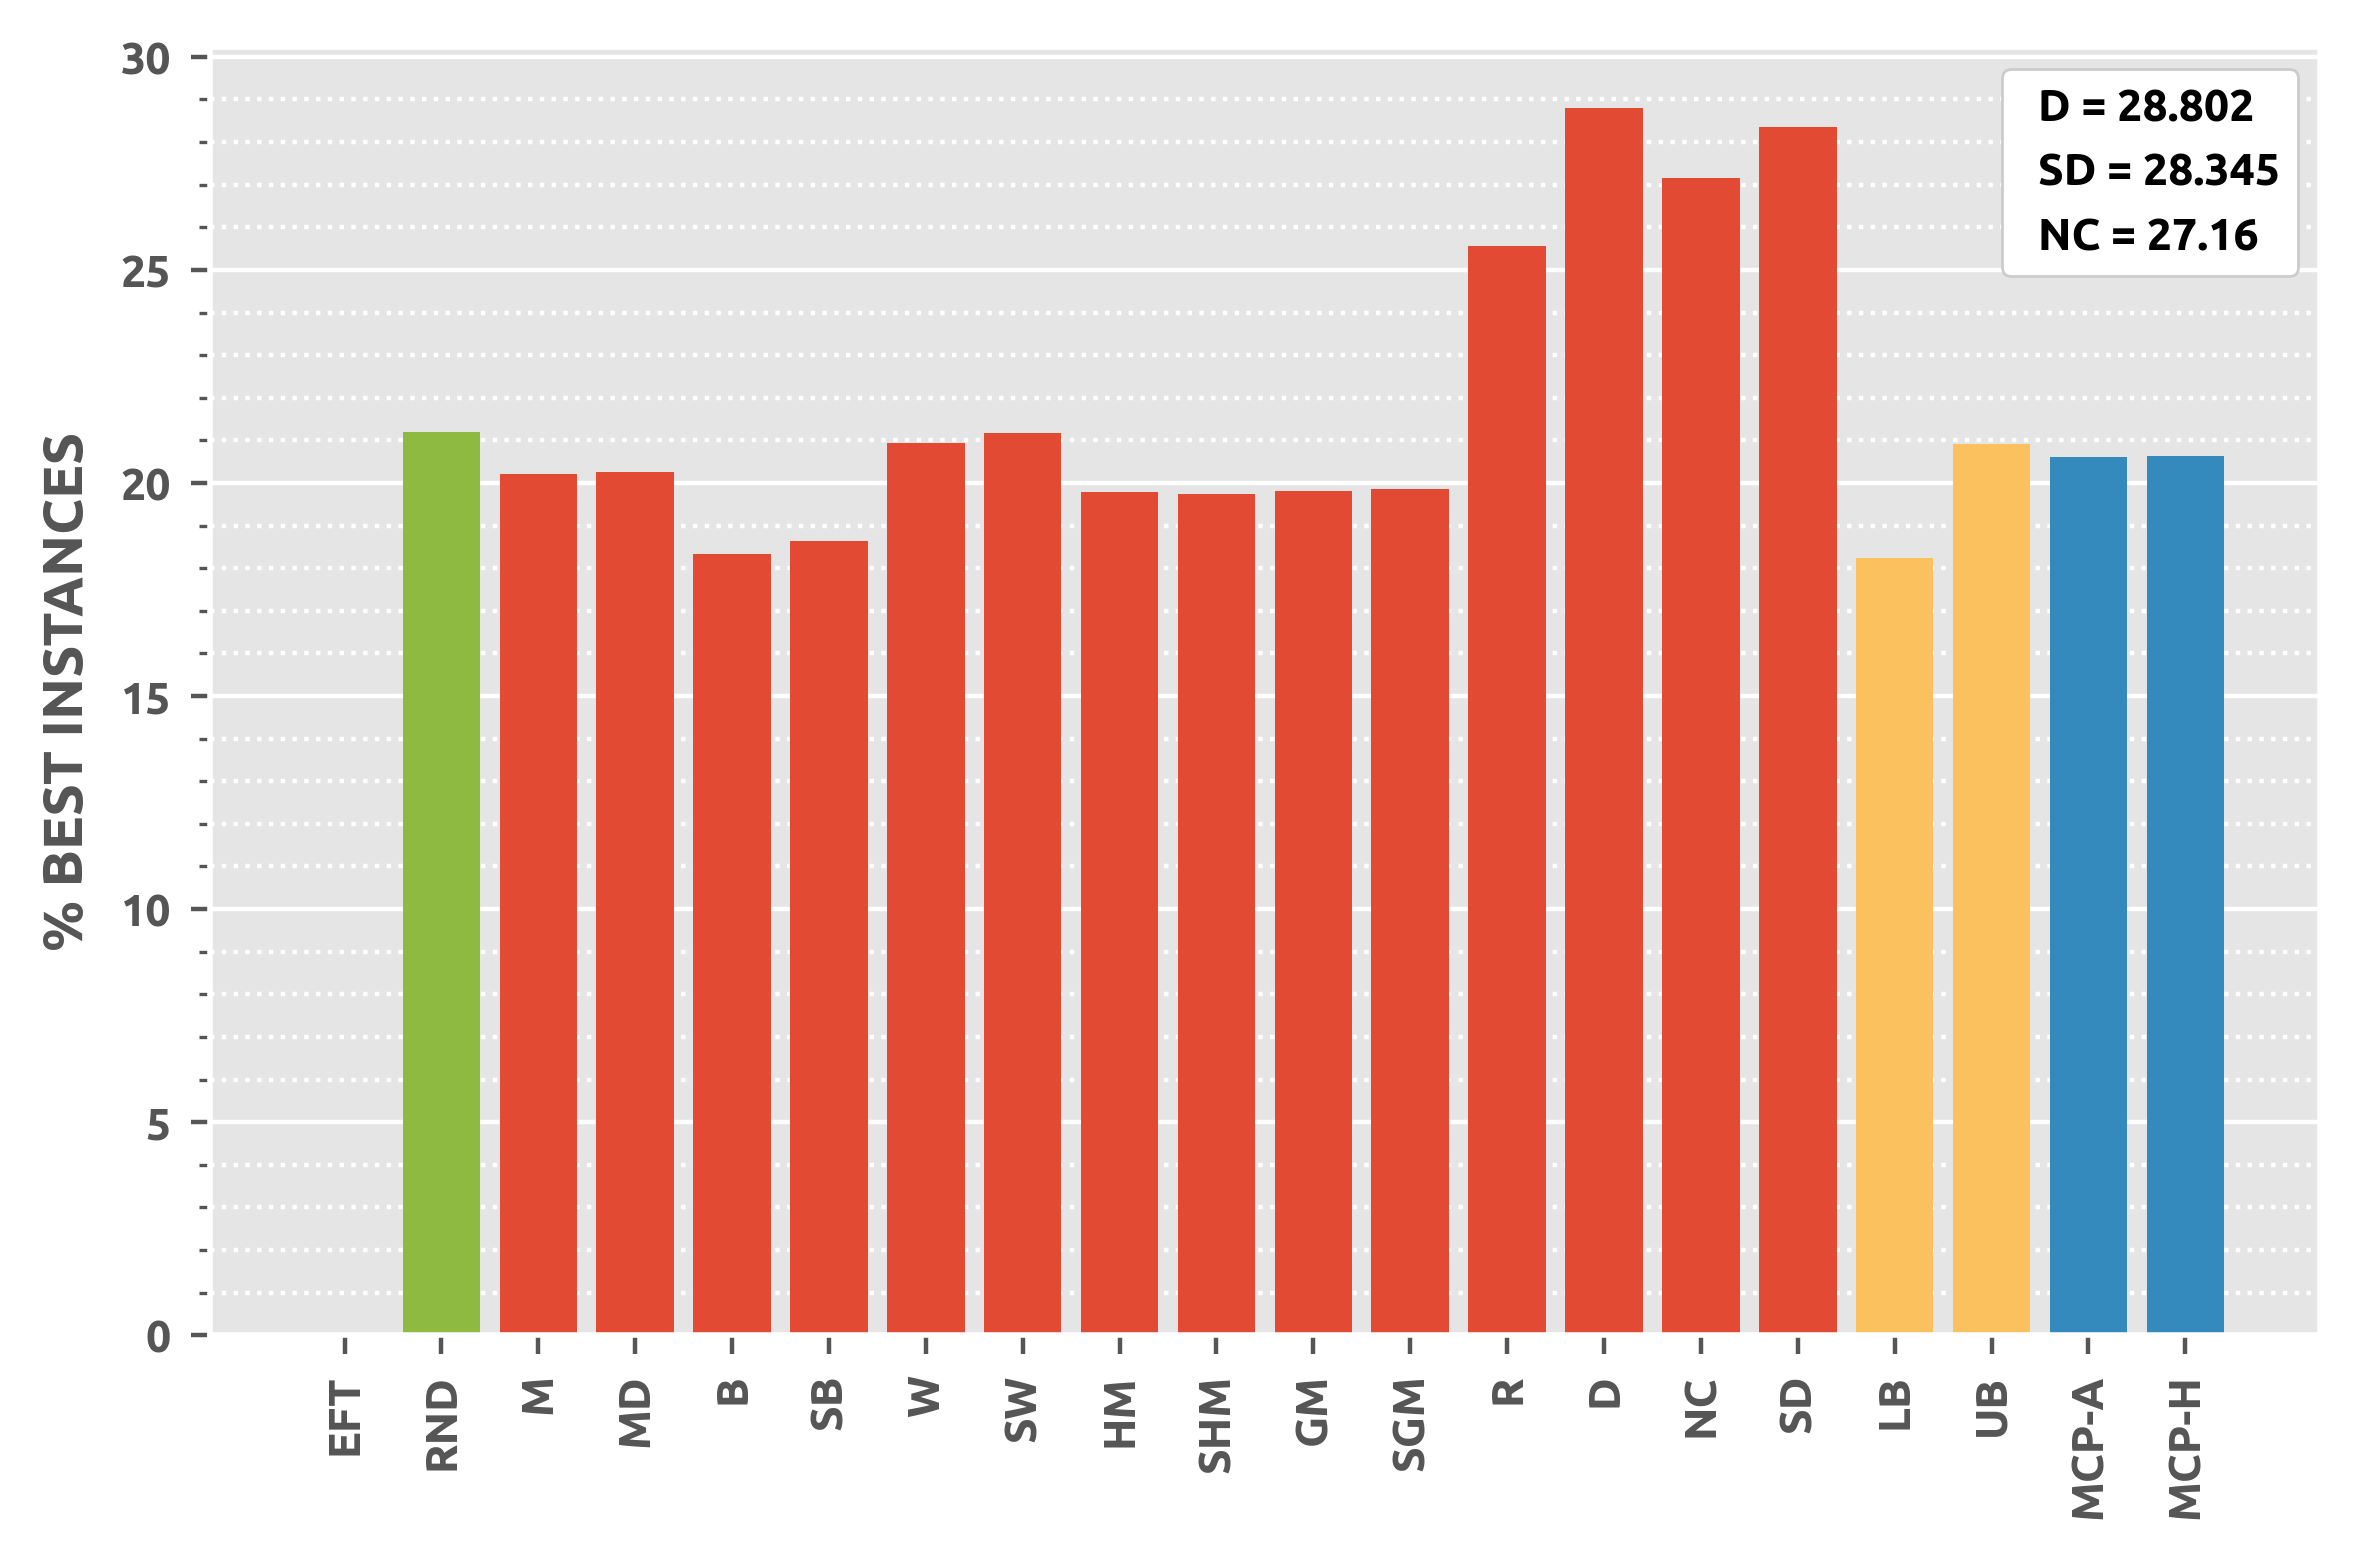 % BEST INSTANCES
30
25
20
15
10
5
0
D = 28.802
SD = 28.345
NC = 27.16
EFT
RND
M
MD
B
SB
W
SW
HM
SHM
GM
SGM
R
D
NC
SD
LB
UB
MCP-A
MCP-H